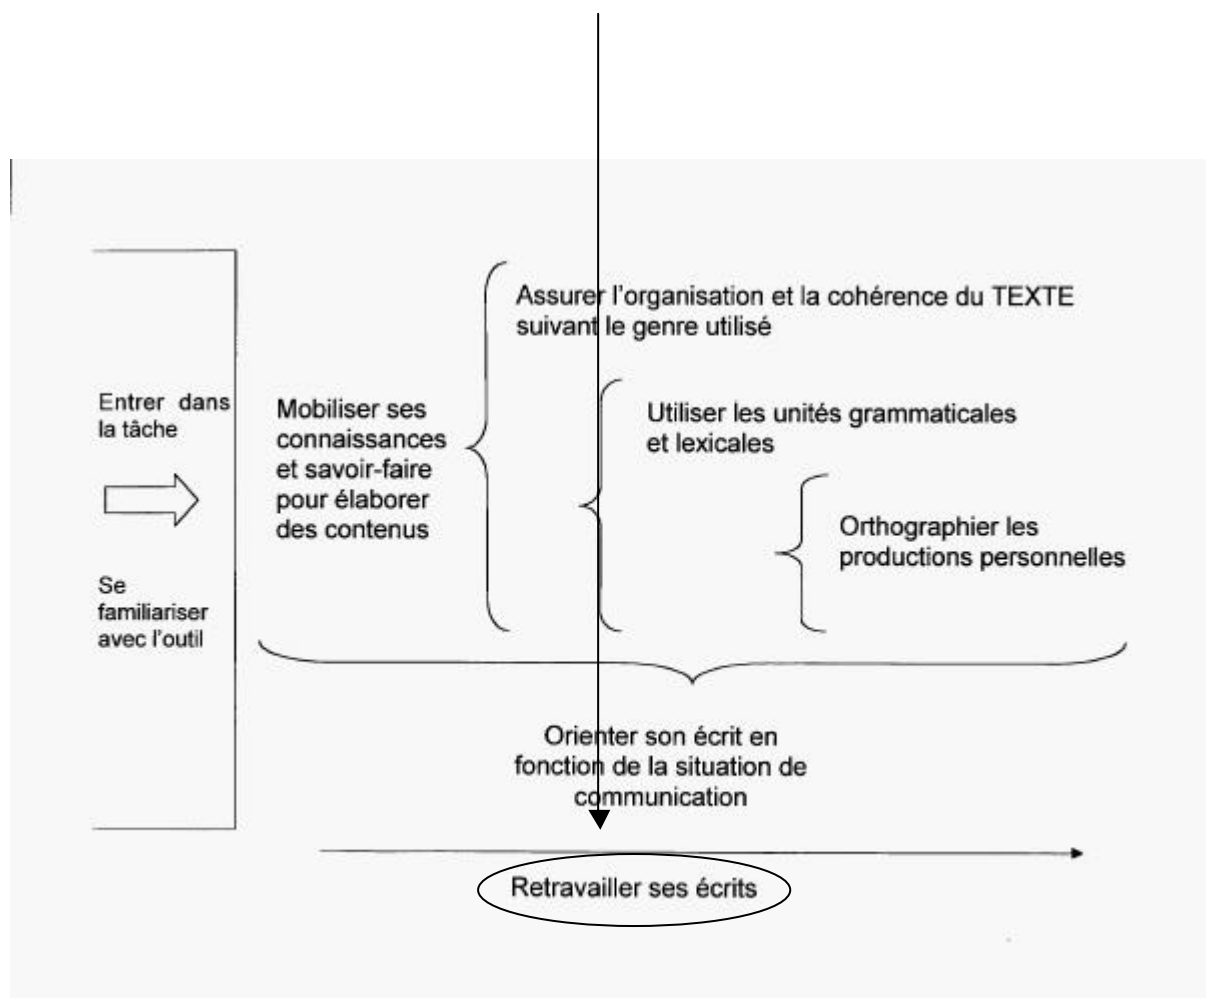 Entrer dans
la tâche
Se
familiariser
avec l'outil
Mobiliser ses
connaissances
et savoir-faire
pour élaborer
des contenus
Assurer l'organisation et la cohérence du TEXTE
suivant le genre utilisé
Utiliser les unités grammaticales
et lexicales
Orthographier les
productions personnelles
Orienter son écrit en
fonction de la situation de
communication
Retravailler ses écrits